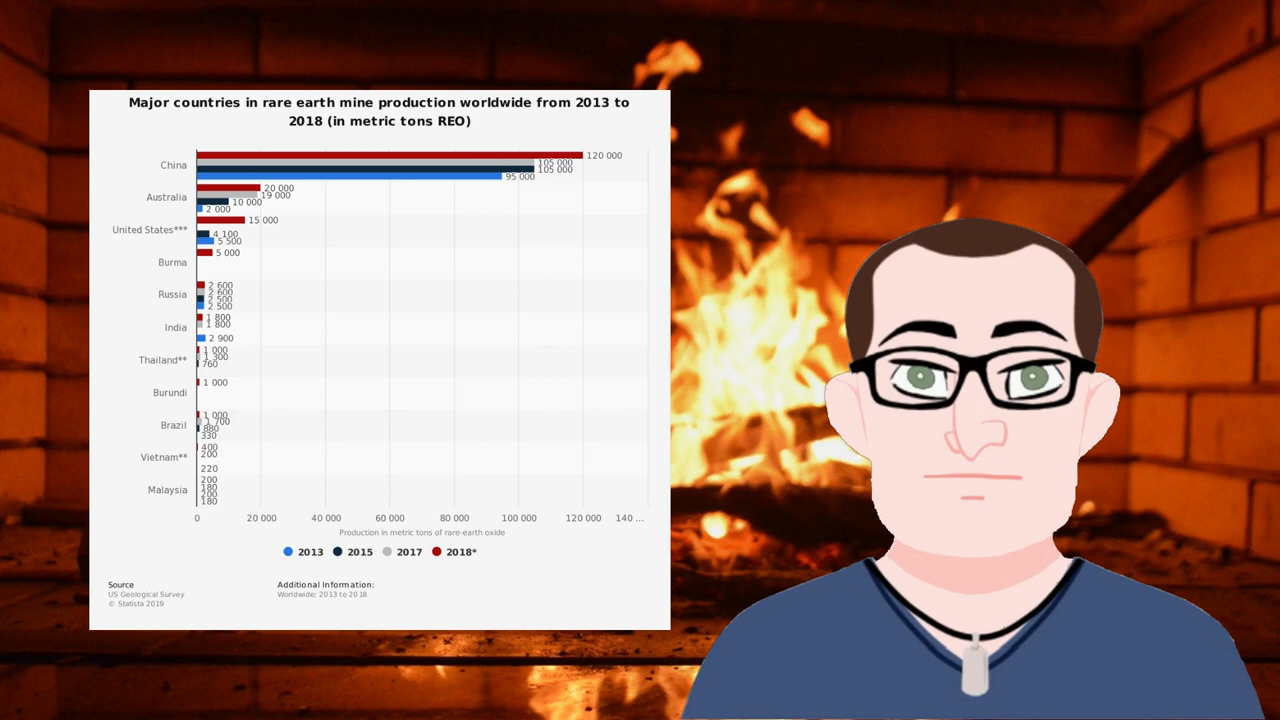 Major countries in rare earth mine production worldwide from 2013 to
2018 (in metric tons REO)
China
120 000
105 000
105 000
95 000
Australia
20 000
19 000
10 000
2 000
United States***
15 000
4 100
5 500
Burma
5 000
Russia
2 600
2 600
2 500
2 500
India
1 800
1 800
2 900
Thailand**
1 000
1 300
760
Burundi
1 000
Brazil
1 000
1 700
880
330
Vietnam**
400
200
220
Malaysia
200
180
200
180
0 20 000 40 000 60 000 80 000 100 000 120 000 140 ...
Production in metric tons of rare-earth oxide
2013 2015 2017 2018*
Source
US Geological Survey
© Statista 2019
Additional Information:
Worldwide; 2013 to 2018